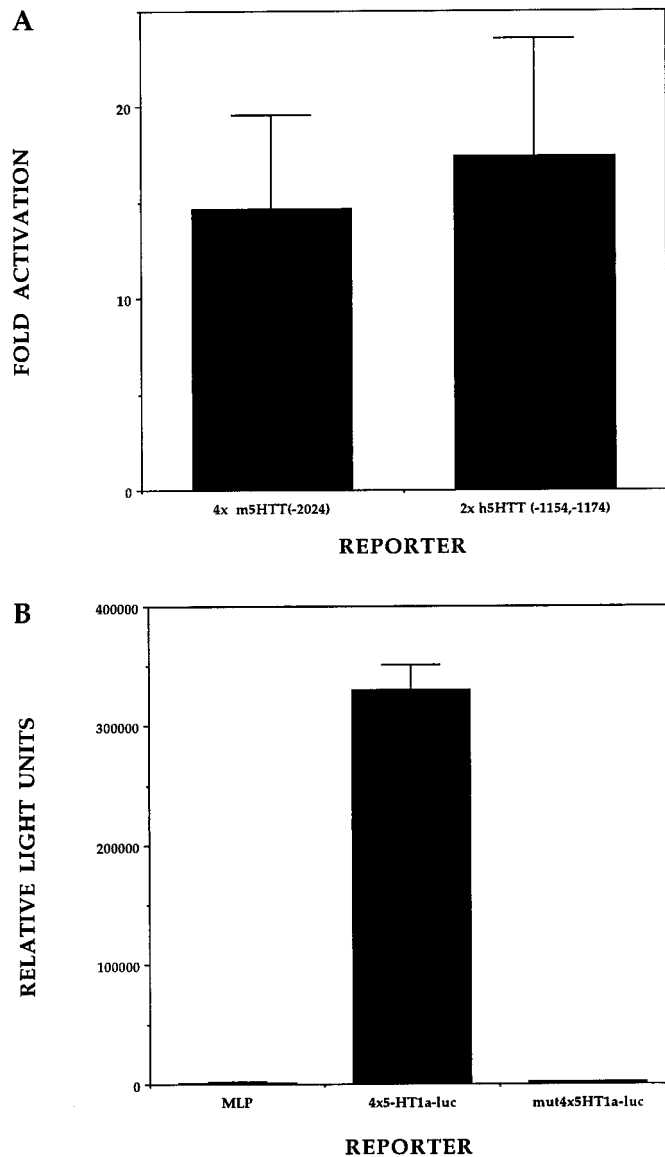 A
FOLD ACTIVATION
20
10
0
4x m5HTT(-2024)
2x h5HTT (-1154,-1174)
REPORTER
B
RELATIVE LIGHT UNITS
400000
300000
200000
100000
0
MLP
4x5-HT1a-luc
mut4x5HT1a-luc
REPORTER